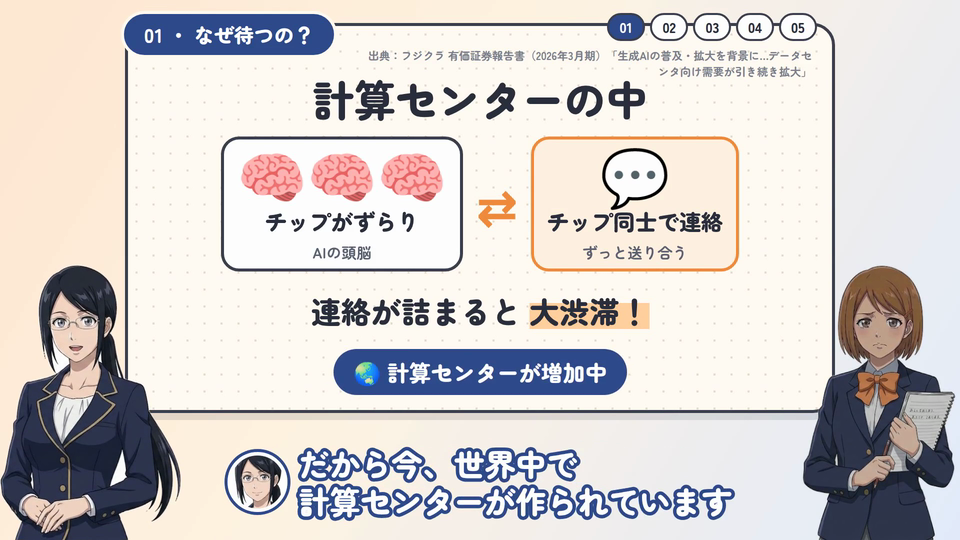 01 ・ なぜ待つの？
01 02 03 04 05
出典：フジクラ 有価証券報告書（2026年3月期）「生成AIの普及・拡大を背景に…データセ
ンタ向け需要が引き続き拡大」
計算センターの中
チップがずらり
AIの頭脳
⇄
チップ同士で連絡
ずっと送り合う
連絡が詰まると 大渋滞！
計算センターが増加中
だから今、世界中で
計算センターが作られています